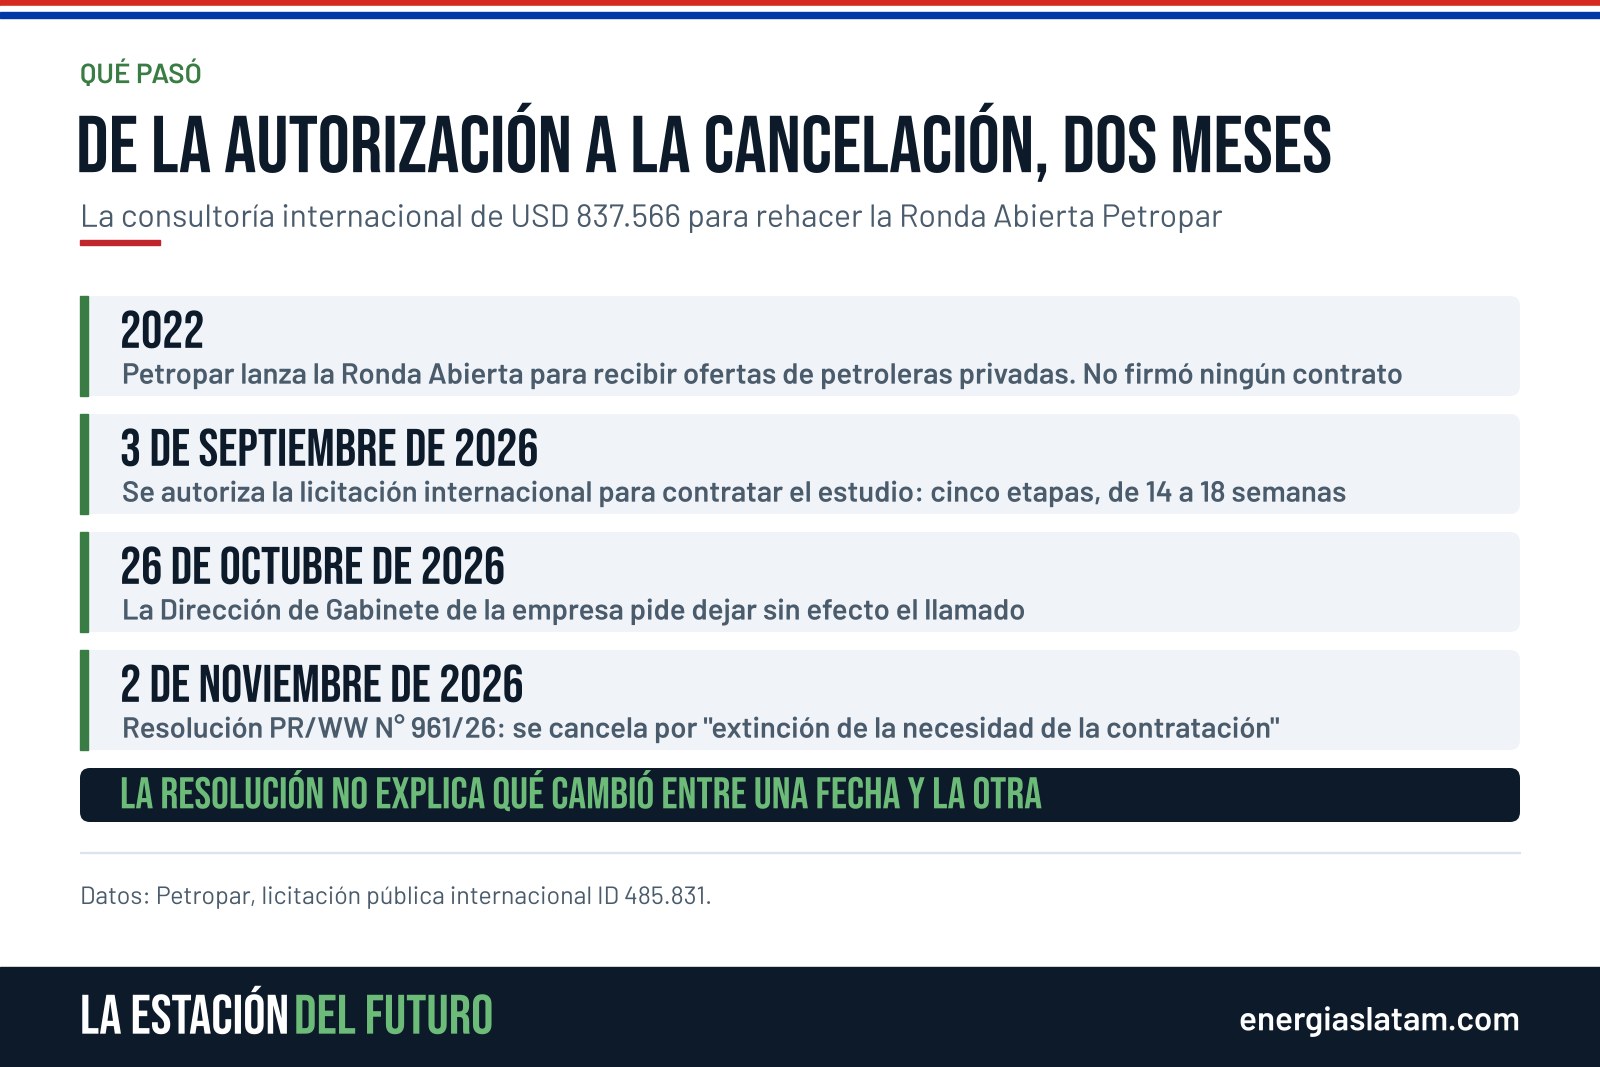 QUÉ PASÓ
DE LA AUTORIZACIÓN A LA CANCELACIÓN, DOS MESES
La consultoría internacional de USD 837.566 para rehacer la Ronda Abierta Petropar
2022
Petropar lanza la Ronda Abierta para recibir ofertas de petroleras privadas. No firmó ningún contrato
3 DE SEPTIEMBRE DE 2026
Se autoriza la licitación internacional para contratar el estudio: cinco etapas, de 14 a 18 semanas
26 DE OCTUBRE DE 2026
La Dirección de Gabinete de la empresa pide dejar sin efecto el llamado
2 DE NOVIEMBRE DE 2026
Resolución PR/WW N° 961/26: se cancela por "extinción de la necesidad de la contratación"
LA RESOLUCIÓN NO EXPLICA QUÉ CAMBIÓ ENTRE UNA FECHA Y LA OTRA
Datos: Petropar, licitación pública internacional ID 485.831.
LA ESTACIÓN DEL FUTURO
energiaslatam.com